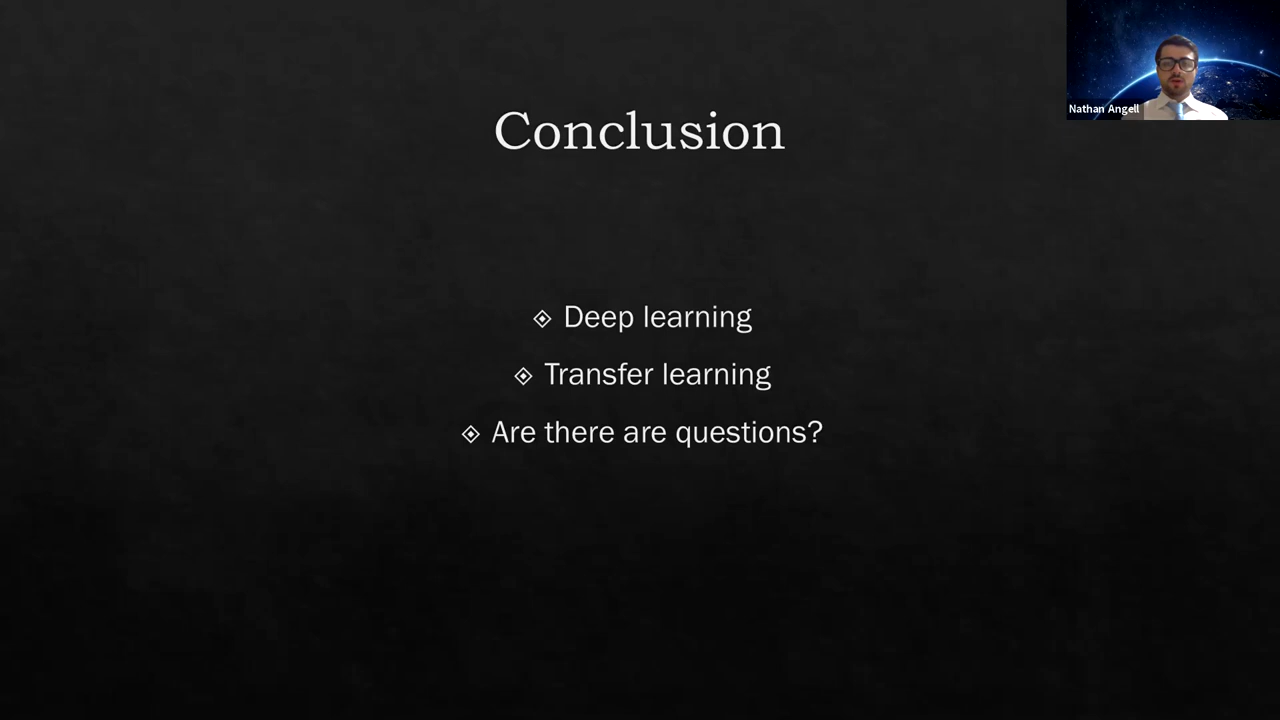 Nathan Angell
Conclusion
Deep learning
Transfer learning
Are there are questions?